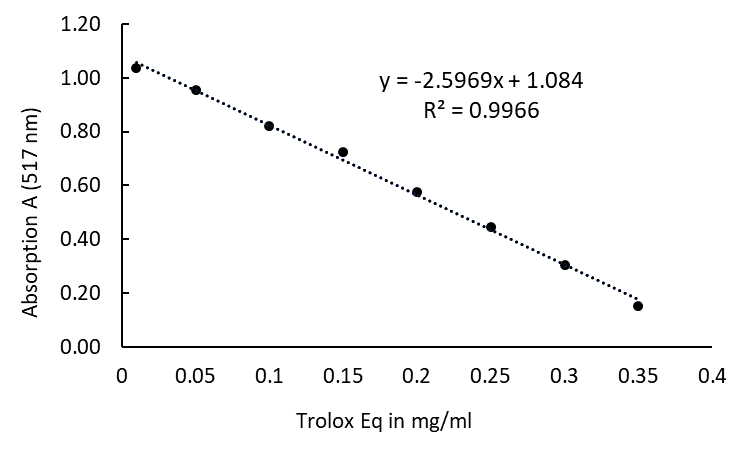 1.20
1.00
0.80
0.60
0.40
0.20
0.00
y = -2.5969x + 1.084
R² = 0.9966
Absorption A (517 nm)
0 0.05 0.1 0.15 0.2 0.25 0.3 0.35 0.4
Trolox Eq in mg/ml